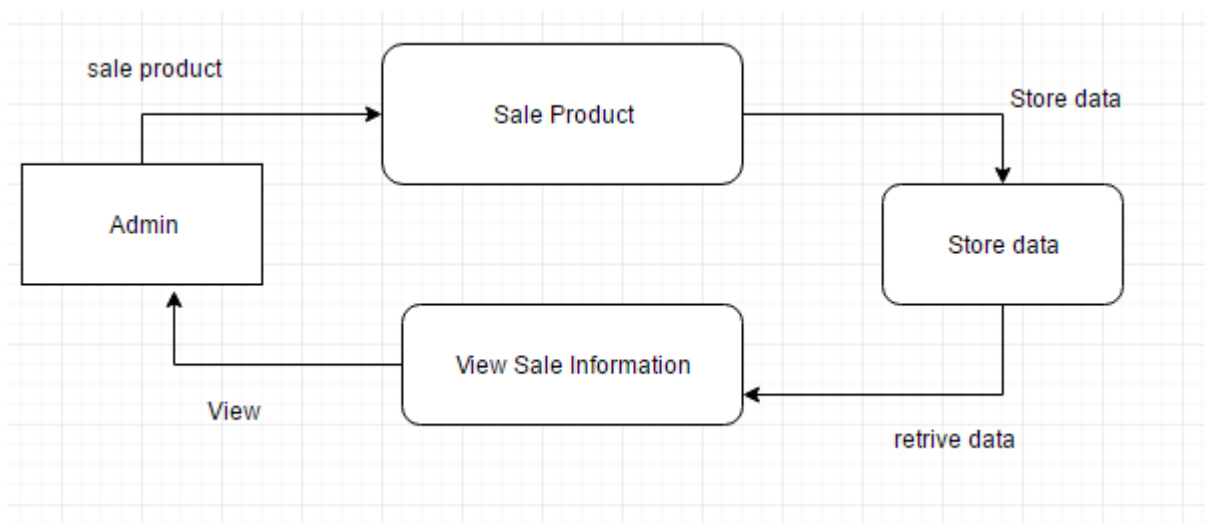 sale product
Sale Product
Store data
Admin
Store data
View Sale Information
View
retrive data